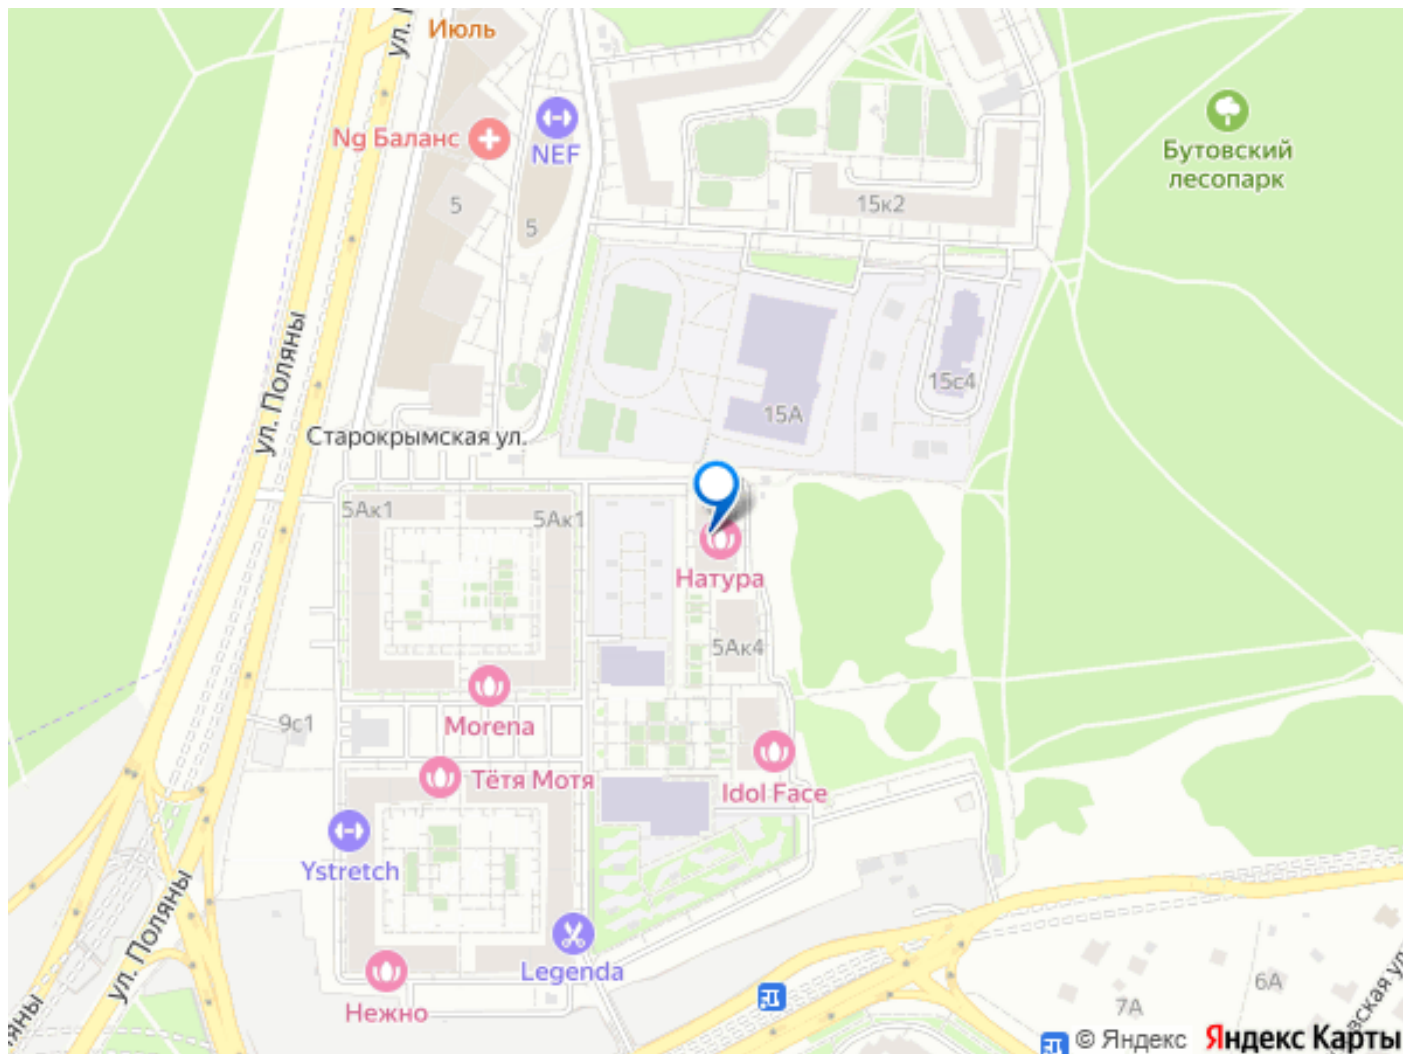 Июль
ул.
Ng Баланс
NEF
Бутовский
лесопарк
5
5
15к2
ул. Поляны
15с4
15А
Старокрымская ул.
5Ак1
5Ак1
Натура
5Ак4
9с1
Morena
Тётя Мотя
Idol Face
Ystretch
ул. Поляны
Legenda
Нежно
6А
7А
© Яндекс
Яндекс Карты